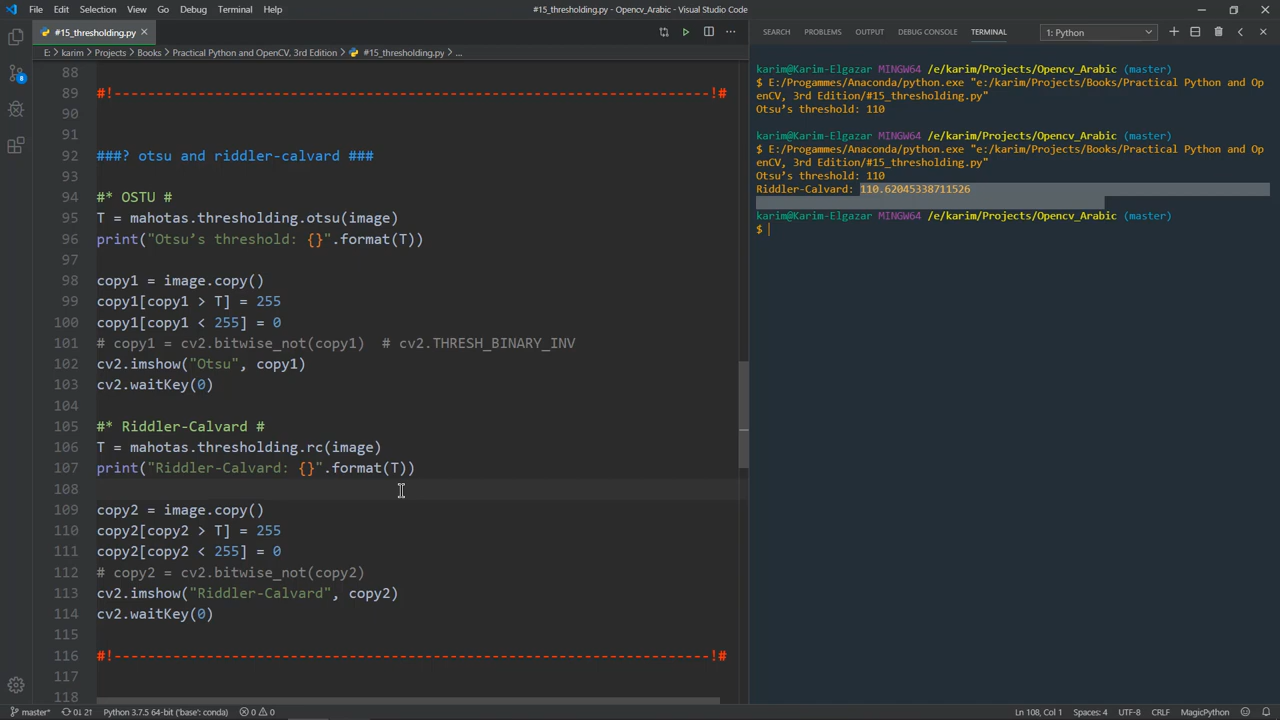 File Edit Selection View Go Debug Terminal Help
#15_thresholding.py - Opencv_Arabic - Visual Studio Code
#15_thresholding.py
E: > karim > Projects > Books > Practical Python and OpenCV, 3rd Edition > #15_thresholding.py > ...
88
89 #!-----------------------------------------------------------------------!#
90
91
92 ###? otsu and riddler-calvard ###
93
94 #* OSTU #
95 T = mahotas.thresholding.otsu(image)
96 print("Otsu’s threshold: {}".format(T))
97
98 copy1 = image.copy()
99 copy1[copy1 > T] = 255
100 copy1[copy1 < 255] = 0
101 # copy1 = cv2.bitwise_not(copy1)  # cv2.THRESH_BINARY_INV
102 cv2.imshow("Otsu", copy1)
103 cv2.waitKey(0)
104
105 #* Riddler-Calvard #
106 T = mahotas.thresholding.rc(image)
107 print("Riddler-Calvard: {}".format(T))
108
109 copy2 = image.copy()
110 copy2[copy2 > T] = 255
111 copy2[copy2 < 255] = 0
112 # copy2 = cv2.bitwise_not(copy2)
113 cv2.imshow("Riddler-Calvard", copy2)
114 cv2.waitKey(0)
115
116 #!-----------------------------------------------------------------------!#
117
118
SEARCH PROBLEMS OUTPUT DEBUG CONSOLE TERMINAL 1: Python
karim@Karim-Elgazar MINGW64 /e/karim/Projects/Opencv_Arabic (master)
$ E:/Progammes/Anaconda/python.exe "e:/karim/Projects/Books/Practical Python and Op
enCV, 3rd Edition/#15_thresholding.py"
Otsu’s threshold: 110
karim@Karim-Elgazar MINGW64 /e/karim/Projects/Opencv_Arabic (master)
$ E:/Progammes/Anaconda/python.exe "e:/karim/Projects/Books/Practical Python and Op
enCV, 3rd Edition/#15_thresholding.py"
Otsu’s threshold: 110
Riddler-Calvard: 110.62045338711526
karim@Karim-Elgazar MINGW64 /e/karim/Projects/Opencv_Arabic (master)
$
8
master* 0↓ 2↑ Python 3.7.5 64-bit ('base': conda) 0 0 Ln 108, Col 1 Spaces: 4 UTF-8 CRLF MagicPython